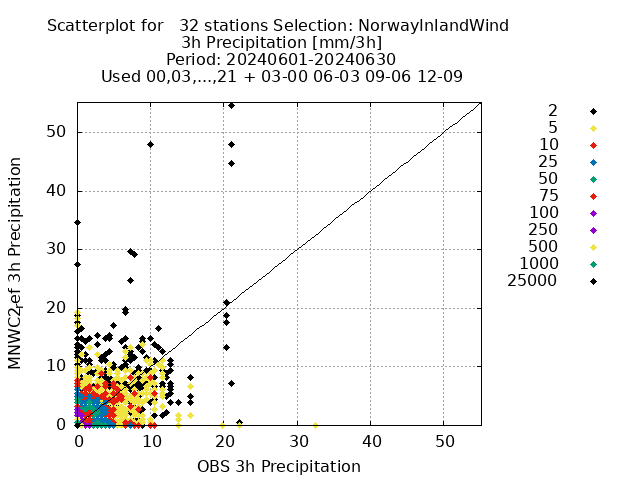 Scatterplot for 32 stations Selection: NorwayInlandWind
3h Precipitation [mm/3h]
Period: 20240601-20240630
Used 00,03,...,21 + 03-00 06-03 09-06 12-09
MNWC2ref 3h Precipitation
50
40
30
20
10
0
0 10 20 30 40 50
OBS 3h Precipitation
2
5
10
25
50
75
100
250
500
1000
25000